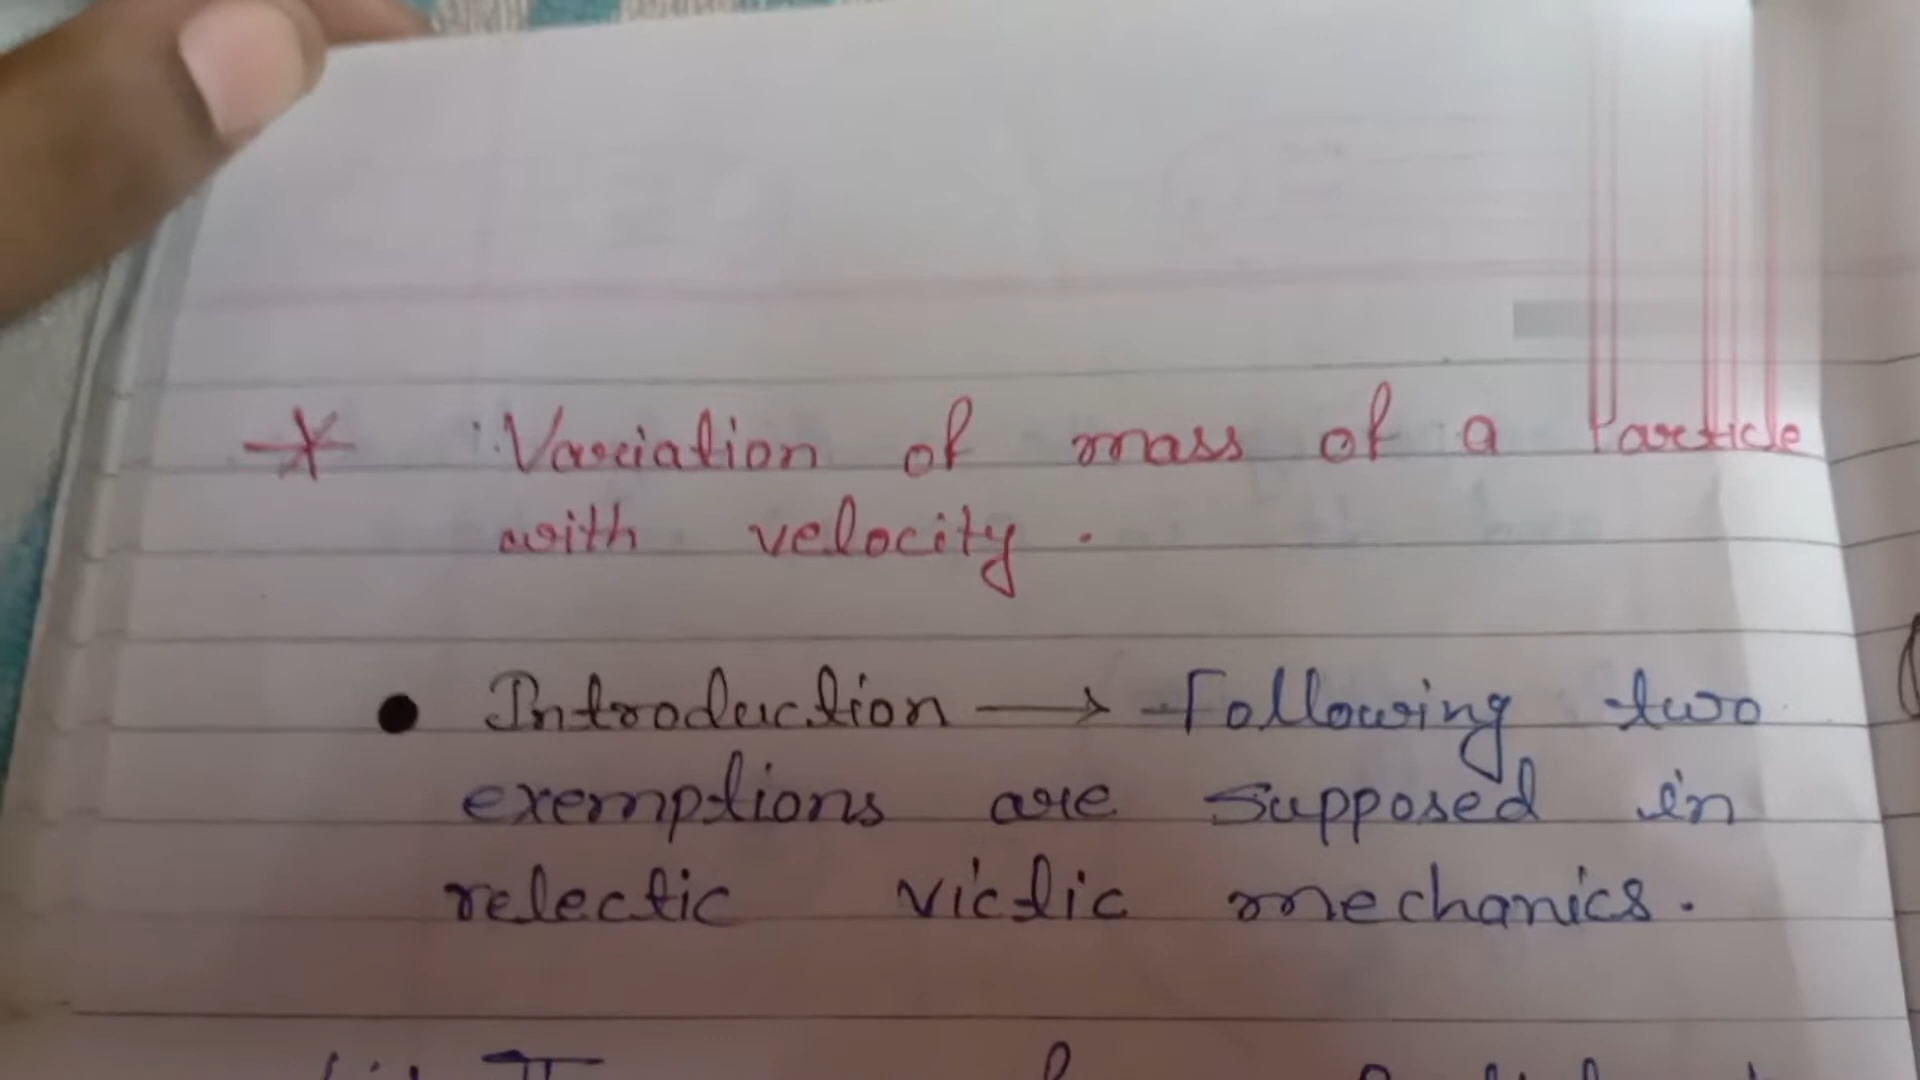 * Variation of mass of a Particle
with velocity.
• Introduction → Following two
exemptions are supposed in
relectic victic mechanics.